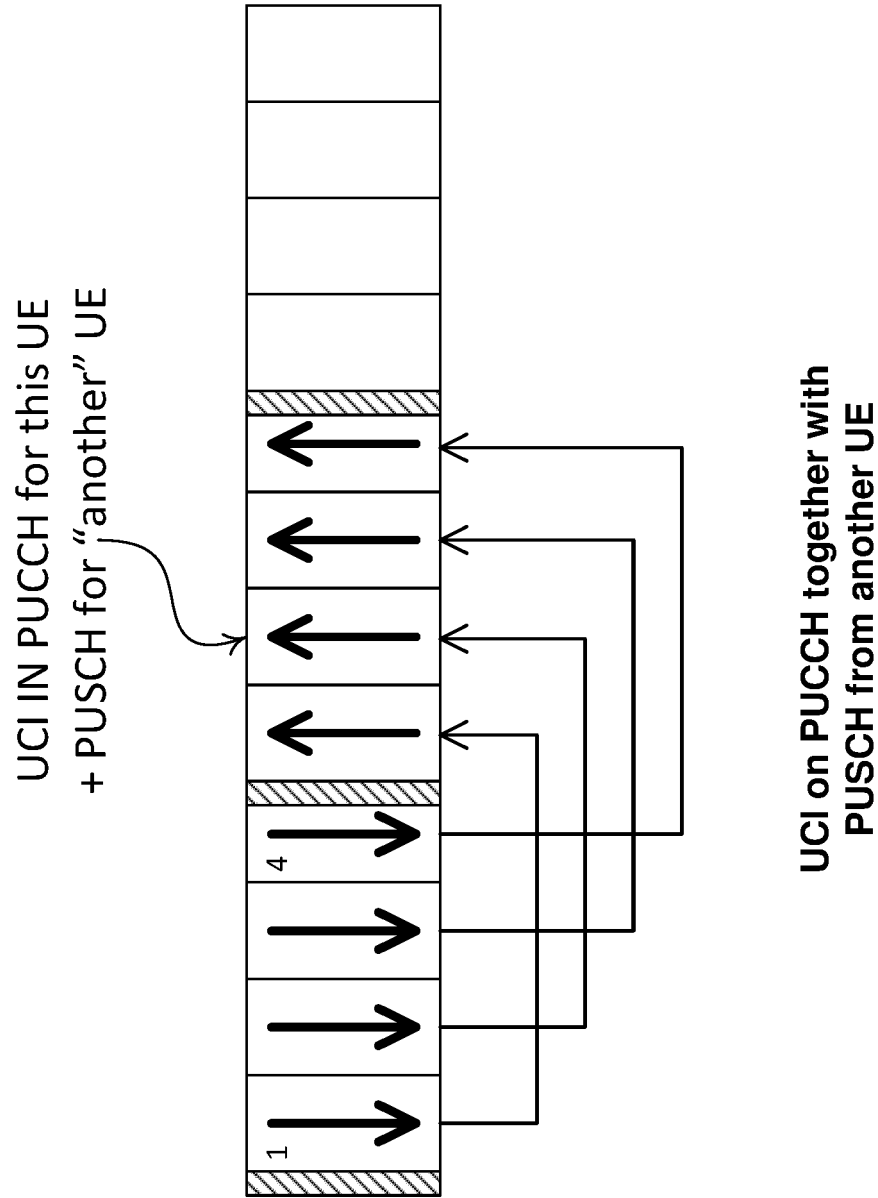 UCI IN PUCCH for this UE
+ PUSCH for “another” UE
1
4
UCI on PUCCH together with
PUSCH from another UE